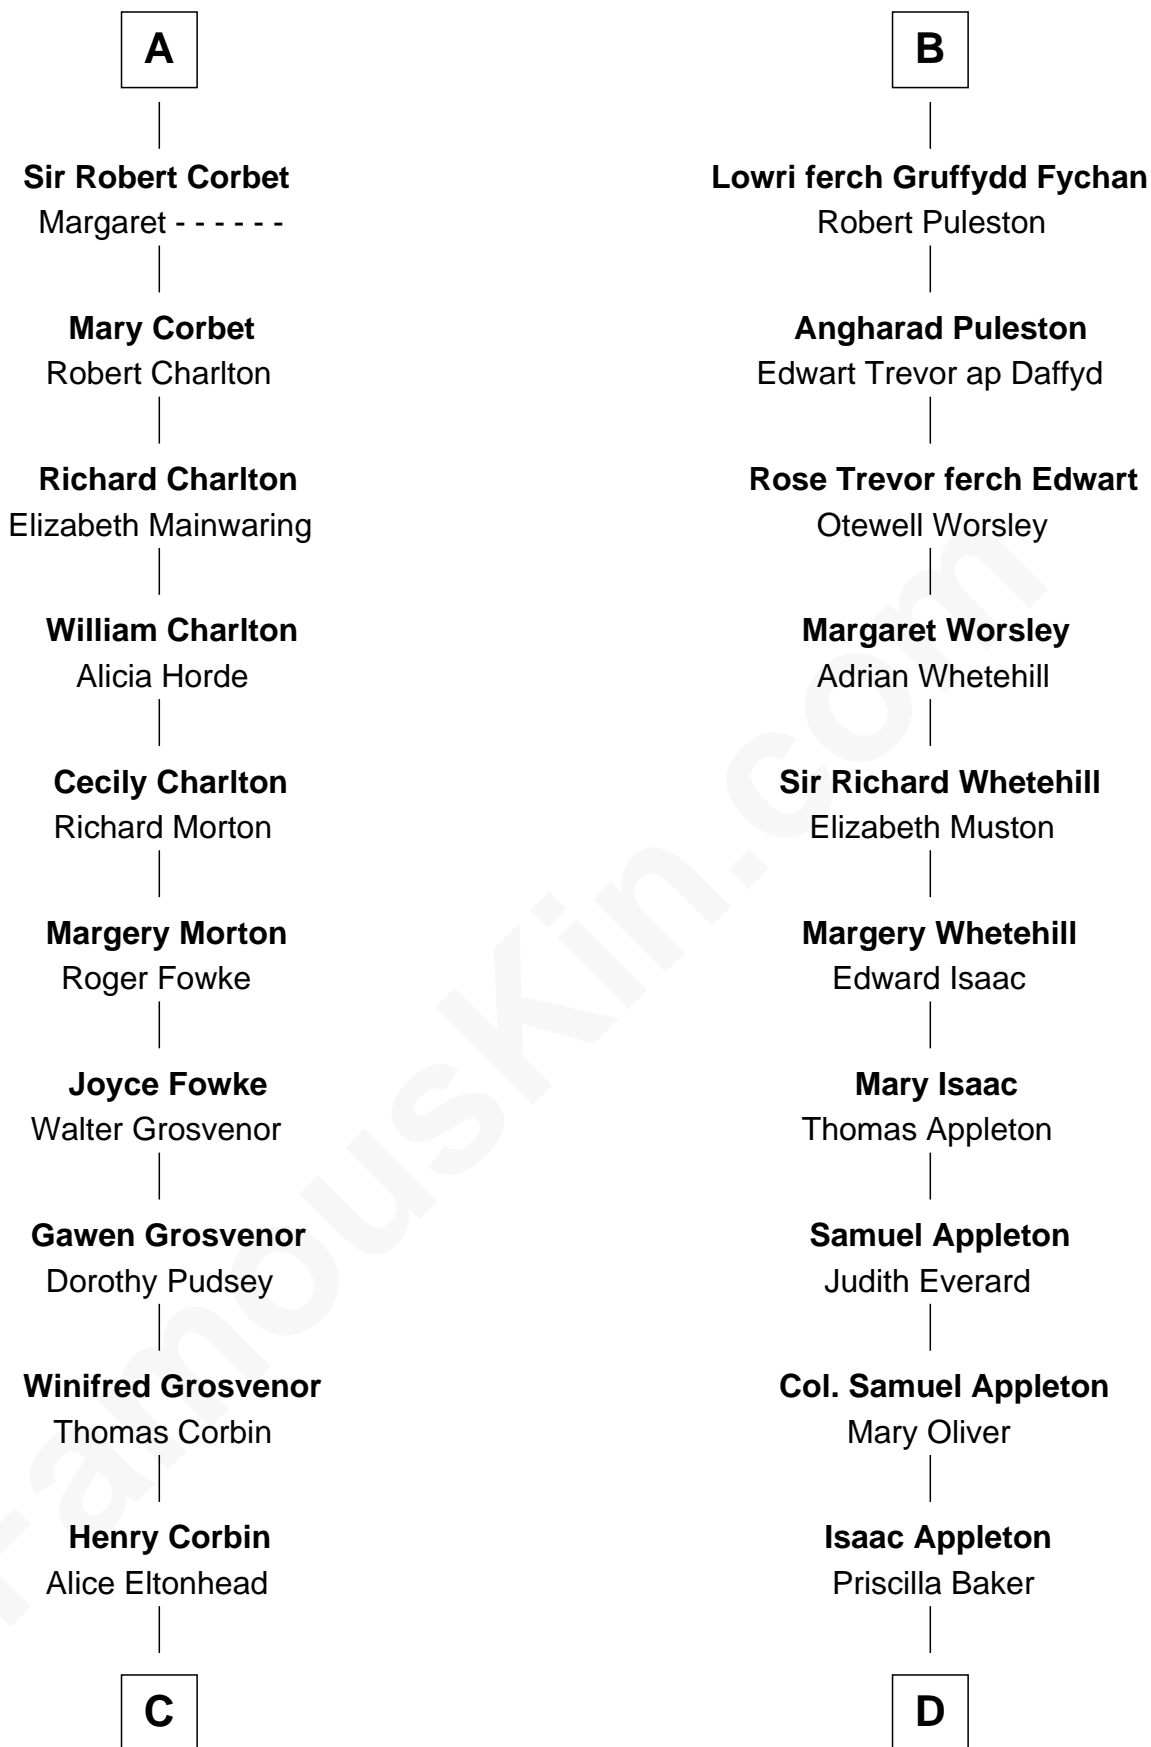 A
Sir Robert Corbet
Margaret - - - - - -
Mary Corbet
Robert Charlton
Richard Charlton
Elizabeth Mainwaring
William Charlton
Alicia Horde
Cecily Charlton
Richard Morton
Margery Morton
Roger Fowke
Joyce Fowke
Walter Grosvenor
Gawen Grosvenor
Dorothy Pudsey
Winifred Grosvenor
Thomas Corbin
Henry Corbin
Alice Eltonhead
C
B
Lowri ferch Gruffydd Fychan
Robert Puleston
Angharad Puleston
Edwart Trevor ap Daffyd
Rose Trevor ferch Edwart
Otewell Worsley
Margaret Worsley
Adrian Whetehill
Sir Richard Whetehill
Elizabeth Muston
Margery Whetehill
Edward Isaac
Mary Isaac
Thomas Appleton
Samuel Appleton
Judith Everard
Col. Samuel Appleton
Mary Oliver
Isaac Appleton
Priscilla Baker
D
FamousKin.com